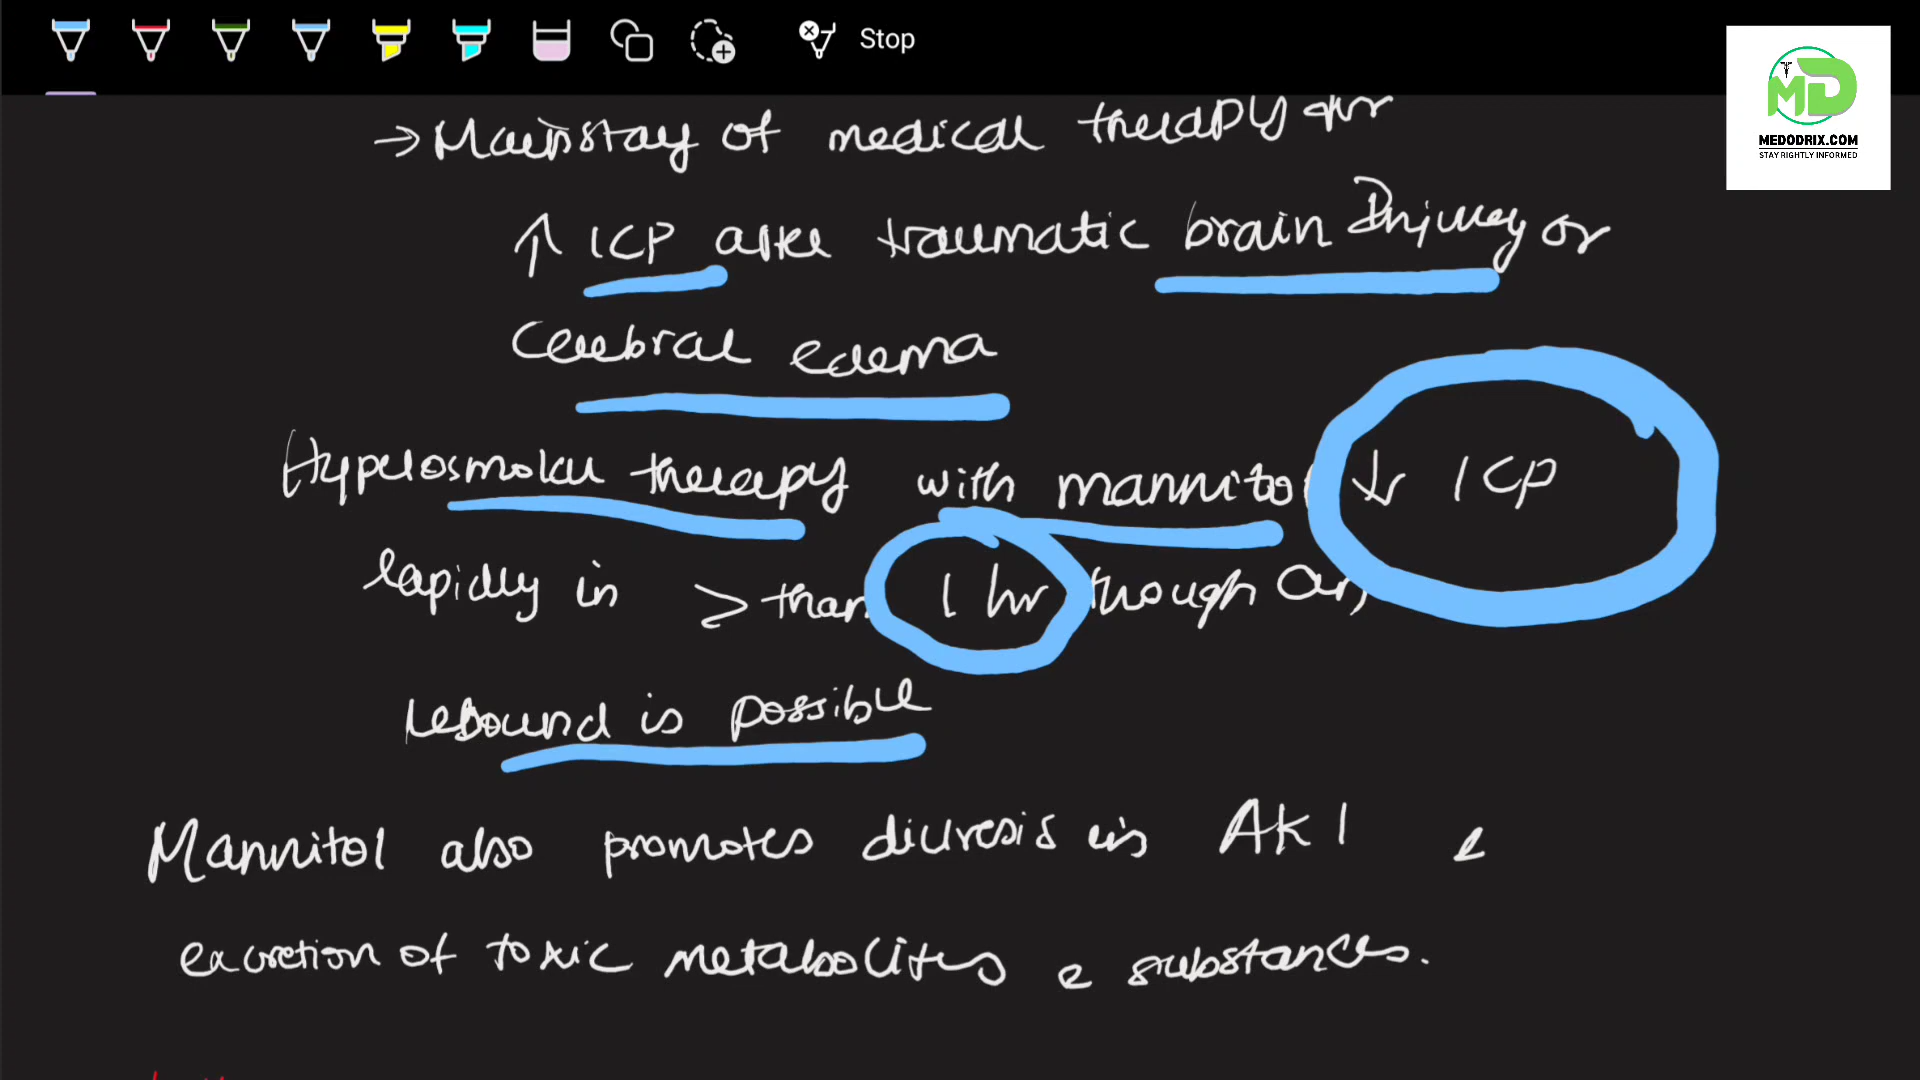 Stop
MD
MEDODRIX.COM
STAY RIGHTLY INFORMED
→ Mainstay of medical therapy for
↑ ICP after traumatic brain Injury or
Cerebral edema
Hyperosmolar therapy with mannitol ↓ ICP
rapidly in ≥ than 1 hr though
rebound is possible
Mannitol also promotes diuresis in AKI &
excretion of toxic metabolites & substances.